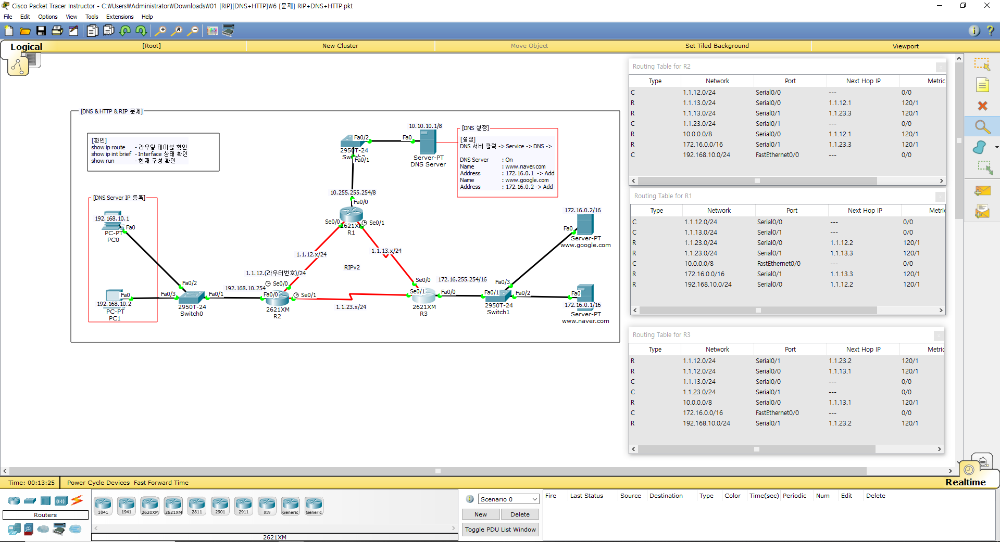 Cisco Packet Tracer Instructor - C:₩Users₩Administrator₩Downloads₩01 [RIP][DNS+HTTP]₩6 [문제] RIP+DNS+HTTP.pkt
File Edit Options View Tools Extensions Help
Logical [Root] New Cluster Move Object Set Tiled Background Viewport
[DNS & HTTP & RIP 문제]
[확인]
show ip route - 라우팅 테이블 확인
show ip int brief - Interface 상태 확인
show run - 현재 구성 확인
[DNS Server IP 등록]
192.168.10.1
Fa0
PC-PT
PC0
Fa0
192.168.10.2
PC-PT
PC1
Fa0/2
Fa0/3
Fa0/1
2950T-24
Switch0
192.168.10.254
1.1.12.(라우터번호)/24
Se0/0
Fa0/0
Se0/1
2621XM
R2
1.1.12.x/24
1.1.13.x/24
RIPv2
1.1.23.x/24
Fa0/2
2950T-24
Fa0/1
10.10.10.1/8
Fa0
Server-PT
DNS Server
10.255.255.254/8
Fa0/0
Se0/0
Se0/1
2621XM
R1
[DNS 설정]
[설정]
DNS 서버 클릭 -> Service -> DNS ->
DNS Server : On
Name : www.naver.com
Address : 172.16.0.1 -> Add
Name : www.google.com
Address : 172.16.0.2 -> Add
Se0/0
Se0/1
172.16.255.254/16
Fa0/0
2621XM
R3
Fa0/3
Fa0/1
Fa0/2
2950T-24
Switch1
172.16.0.2/16
Fa0
Server-PT
www.google.com
Fa0
172.16.0.1/16
Server-PT
www.naver.com
Routing Table for R2
Type Network Port Next Hop IP Metric
C 1.1.12.0/24 Serial0/0 --- 0/0
R 1.1.13.0/24 Serial0/0 1.1.12.1 120/1
R 1.1.13.0/24 Serial0/1 1.1.23.3 120/1
C 1.1.23.0/24 Serial0/1 --- 0/0
R 10.0.0.0/8 Serial0/0 1.1.12.1 120/1
R 172.16.0.0/16 Serial0/1 1.1.23.3 120/1
C 192.168.10.0/24 FastEthernet0/0 --- 0/0
Routing Table for R1
Type Network Port Next Hop IP Metric
C 1.1.12.0/24 Serial0/0 --- 0/0
C 1.1.13.0/24 Serial0/1 --- 0/0
R 1.1.23.0/24 Serial0/0 1.1.12.2 120/1
R 1.1.23.0/24 Serial0/1 1.1.13.3 120/1
C 10.0.0.0/8 FastEthernet0/0 --- 0/0
R 172.16.0.0/16 Serial0/1 1.1.13.3 120/1
R 192.168.10.0/24 Serial0/0 1.1.12.2 120/1
Routing Table for R3
Type Network Port Next Hop IP Metric
R 1.1.12.0/24 Serial0/1 1.1.23.2 120/1
R 1.1.12.0/24 Serial0/0 1.1.13.1 120/1
C 1.1.13.0/24 Serial0/0 --- 0/0
C 1.1.23.0/24 Serial0/1 --- 0/0
R 10.0.0.0/8 Serial0/0 1.1.13.1 120/1
C 172.16.0.0/16 FastEthernet0/0 --- 0/0
R 192.168.10.0/24 Serial0/1 1.1.23.2 120/1
Time: 00:13:25 Power Cycle Devices Fast Forward Time
Realtime
Routers
1841 1941 2620XM 2621XM 2811 2901 2911 819 Generic Generic
2621XM
Scenario 0
New Delete
Toggle PDU List Window
Fire Last Status Source Destination Type Color Time(sec) Periodic Num Edit Delete